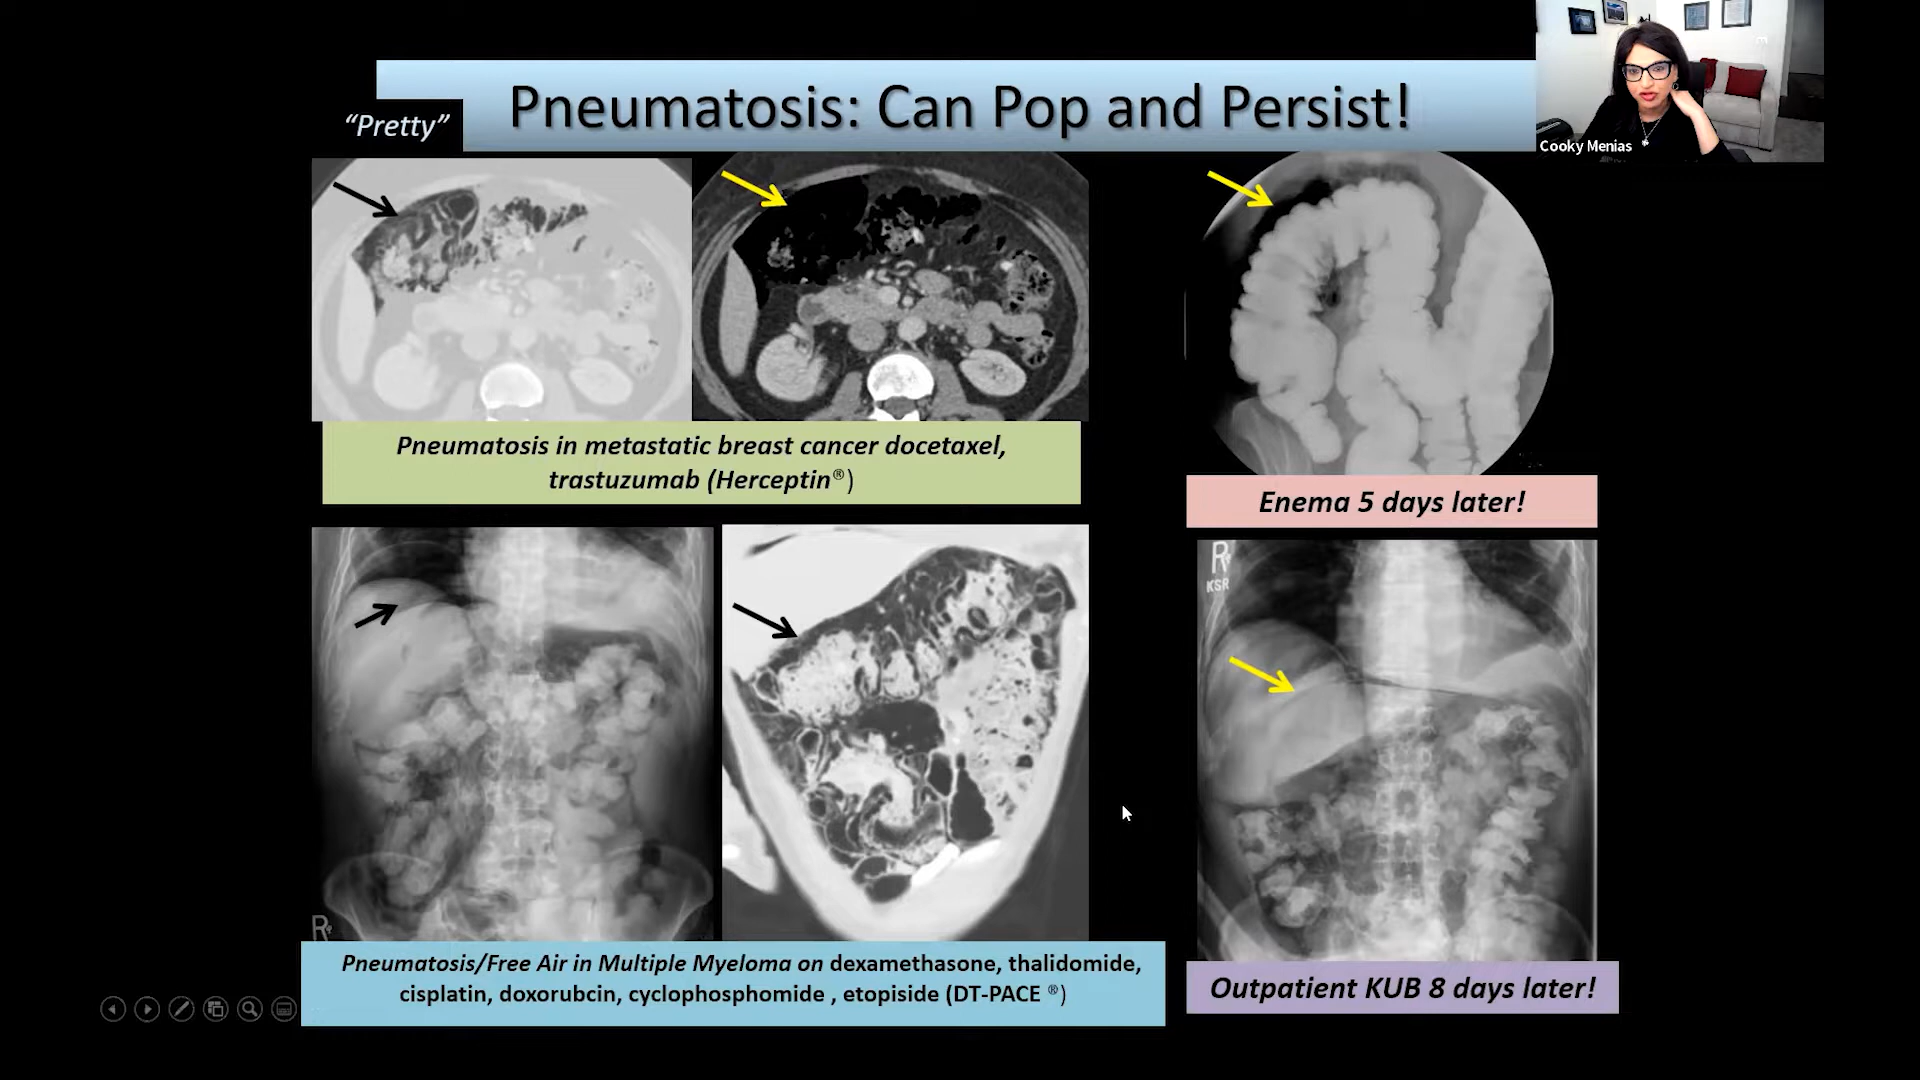 Pneumatosis: Can Pop and Persist!
“Pretty”
Cooky Menias
Pneumatosis in metastatic breast cancer docetaxel,
trastuzumab (Herceptin®)
Enema 5 days later!
R
KSR
R
Pneumatosis/Free Air in Multiple Myeloma on dexamethasone, thalidomide,
cisplatin, doxorubcin, cyclophosphomide , etopiside (DT-PACE ®)
Outpatient KUB 8 days later!